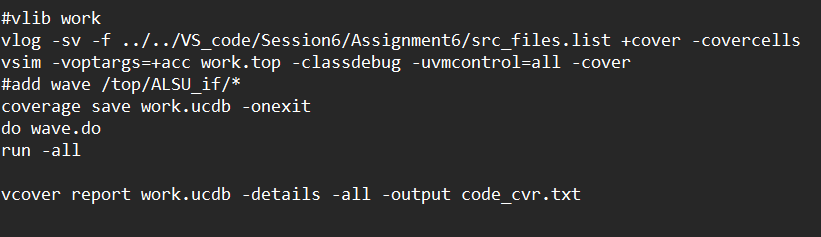 #vlib work
vlog -sv -f ../../VS_code/Session6/Assignment6/src_files.list +cover -covercells
vsim -voptargs=+acc work.top -classdebug -uvmcontrol=all -cover
#add wave /top/ALSU_if/*
coverage save work.ucdb -onexit
do wave.do
run -all
vcover report work.ucdb -details -all -output code_cvr.txt